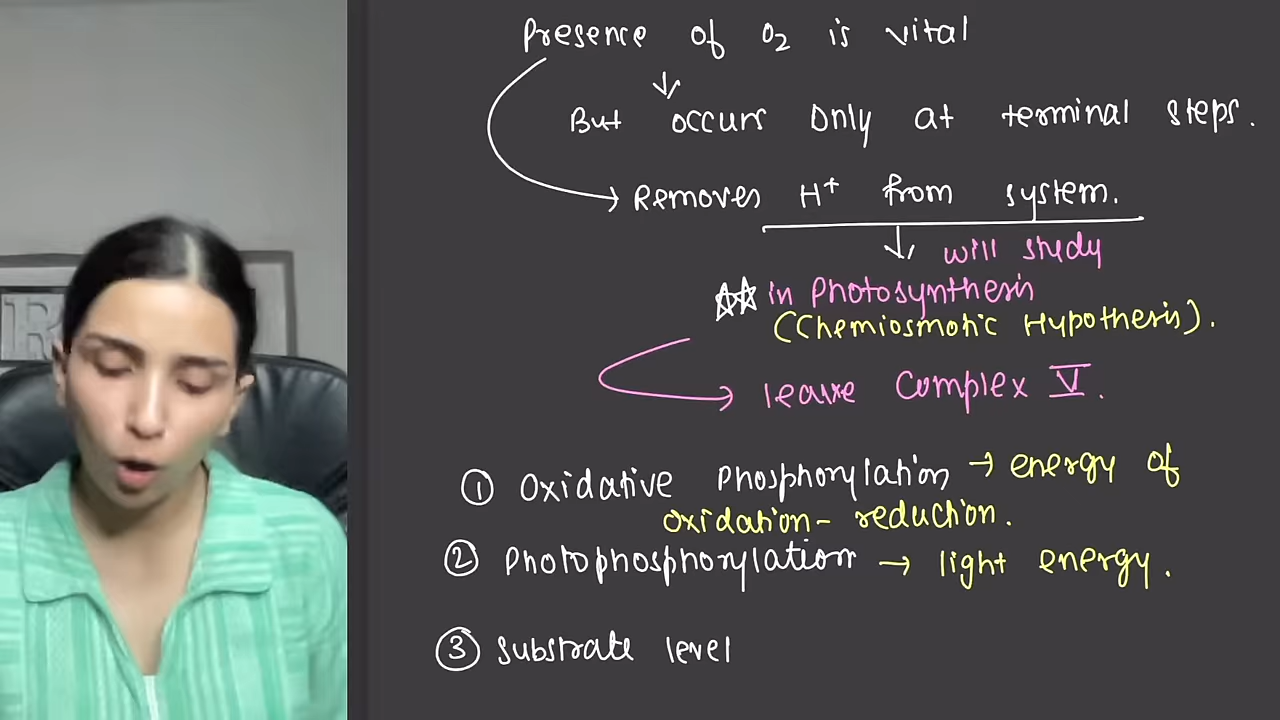 Presence of O2 is vital
↓
But occurs only at terminal steps.
→ Removes H+ from system.
↓ will study
☆☆ in Photosynthesis
(Chemiosmotic Hypothesis).
→ leave Complex V.
① Oxidative Phosphorylation → energy of
oxidation-reduction.
② Photophosphorylation → light energy.
③ Substrate level
R